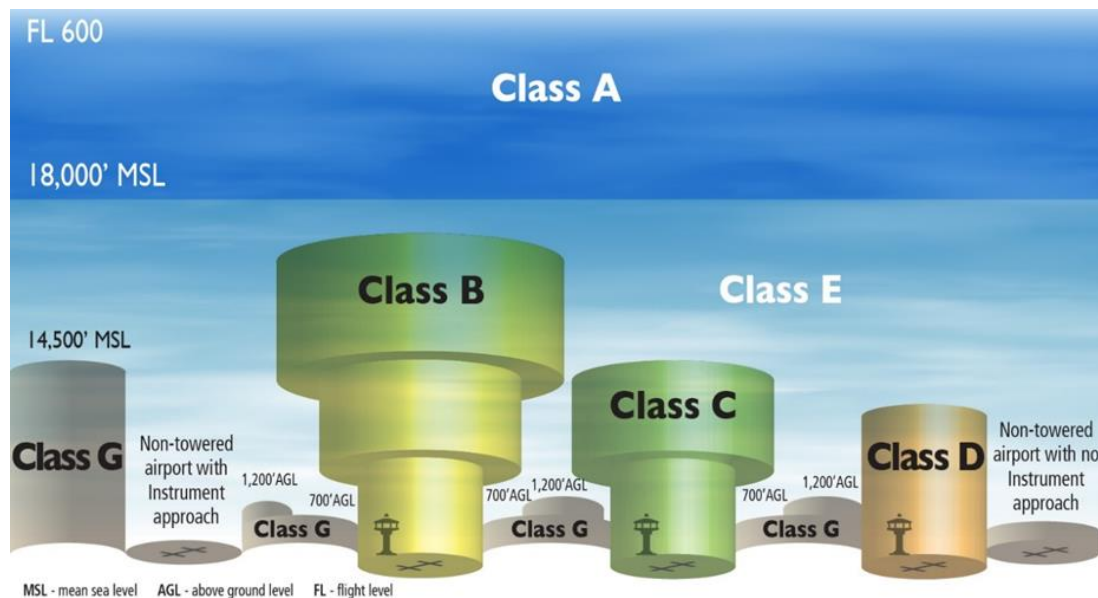 FL 600
Class A
18,000’ MSL
Class B
Class E
14,500’ MSL
Class C
Class G
Non-towered
airport with
Instrument
approach
1,200’AGL
700’AGL
Class G
700’AGL
1,200’AGL
Class G
700’AGL
1,200’AGL
Class G
Class D
Non-towered
airport with no
Instrument
approach
MSL - mean sea level AGL - above ground level FL - flight level